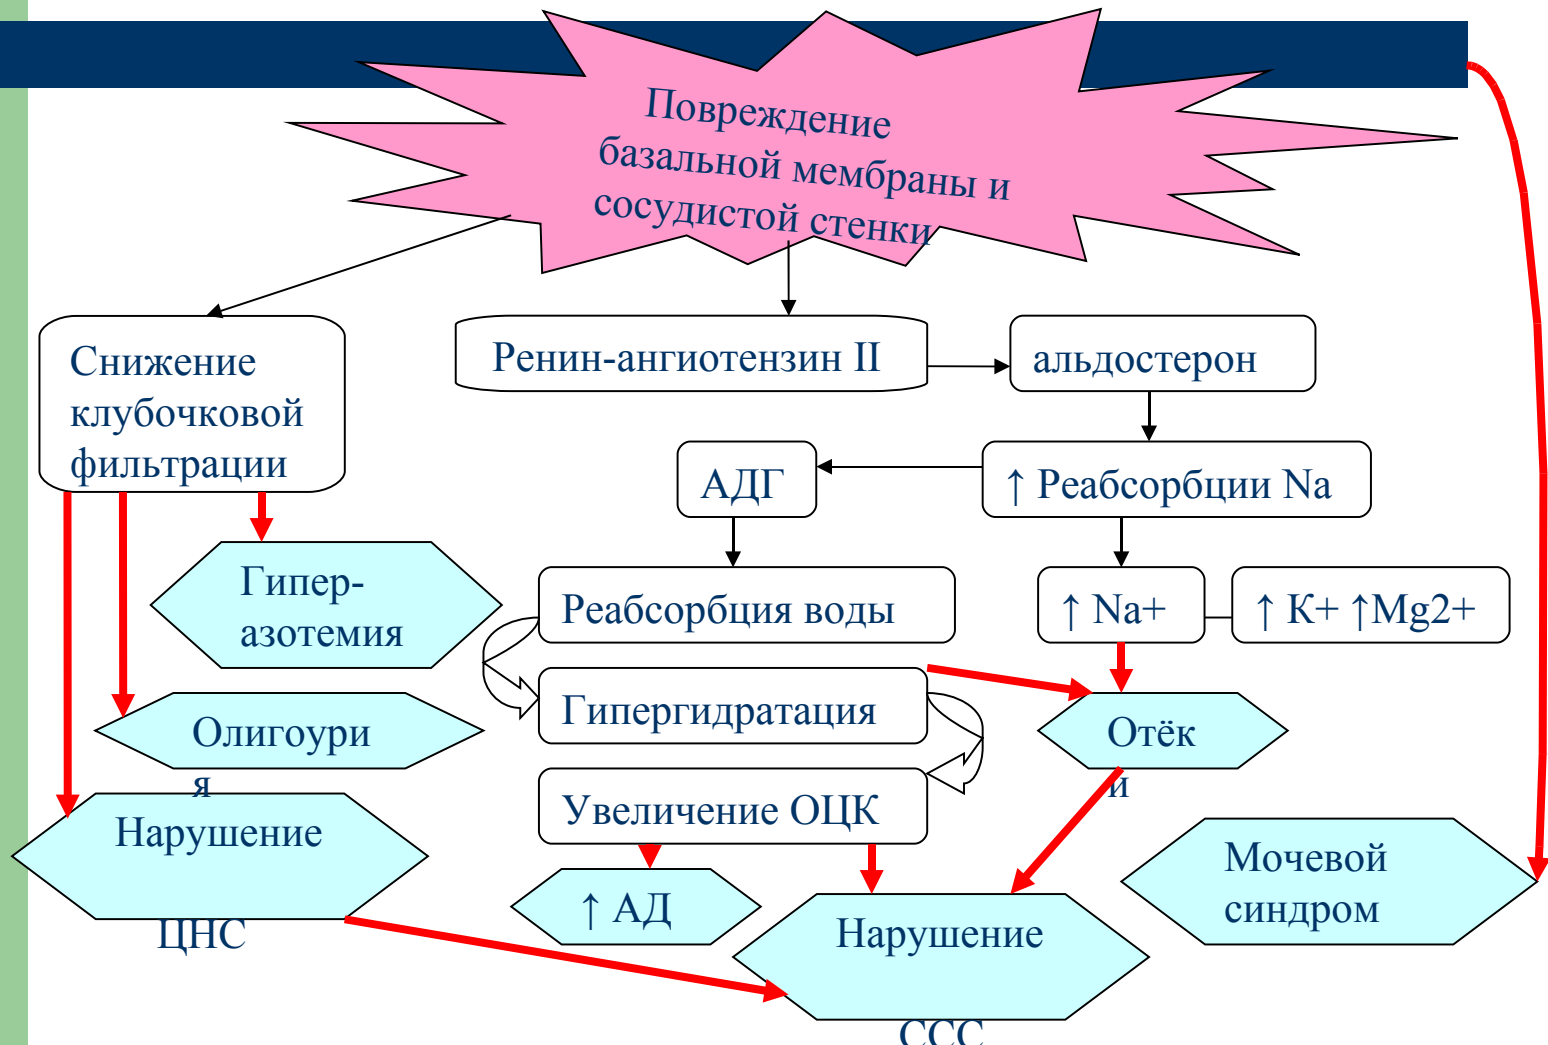 Повреждение
базальной мембраны и
сосудистой стенки
Снижение
клубочковой
фильтрации
Ренин-ангиотензин II
альдостерон
АДГ
↑ Реабсорбции Na
Гипер-
азотемия
Реабсорбция воды
↑ Na+
↑ К+ ↑Mg2+
Гипергидратация
Олигоури
я
Отёк
и
Увеличение ОЦК
Нарушение
ЦНС
↑ АД
Нарушение
ССС
Мочевой
синдром